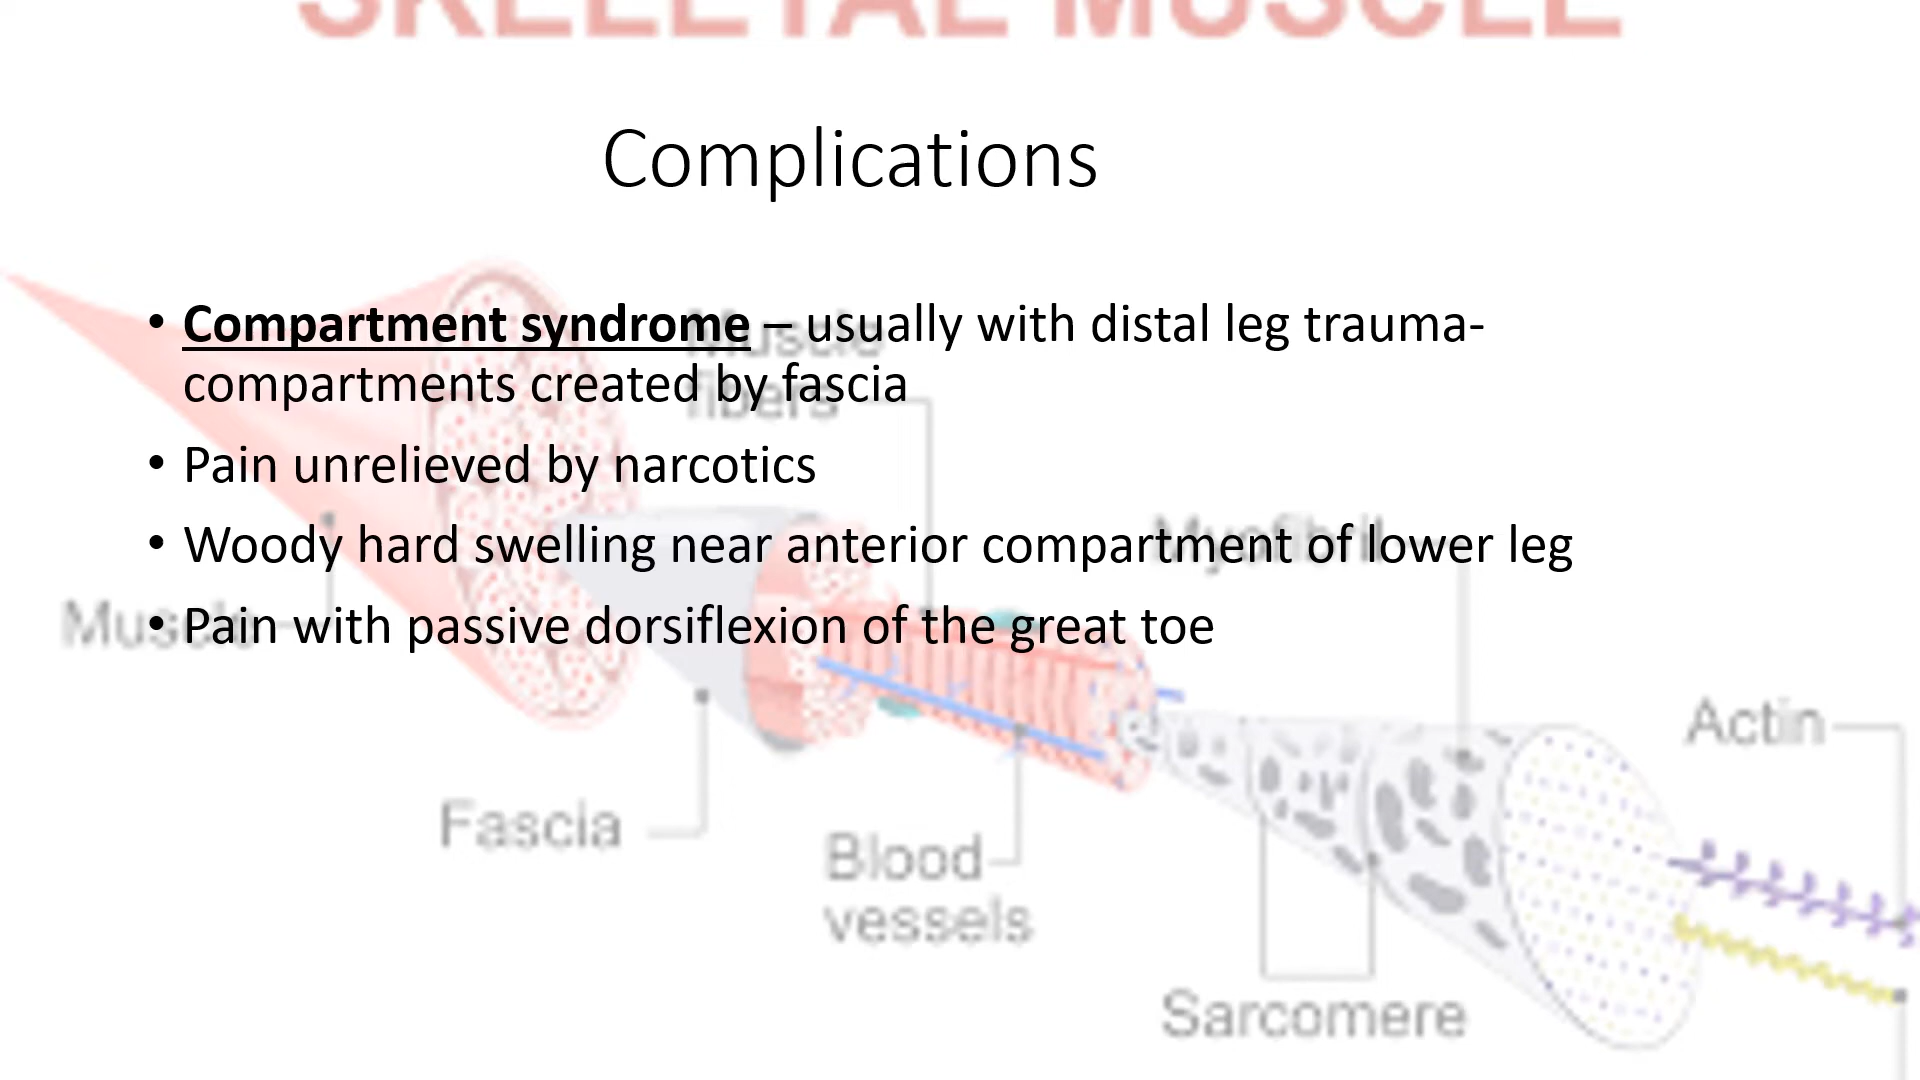 SKELETAL MUSCLE
Complications
• Compartment syndrome – usually with distal leg trauma-
compartments created by fascia
• Pain unrelieved by narcotics
• Woody hard swelling near anterior compartment of lower leg
• Pain with passive dorsiflexion of the great toe
Muscle
fibers
Myofibril
Muscle
Fascia
Blood
vessels
Sarcomere
Actin